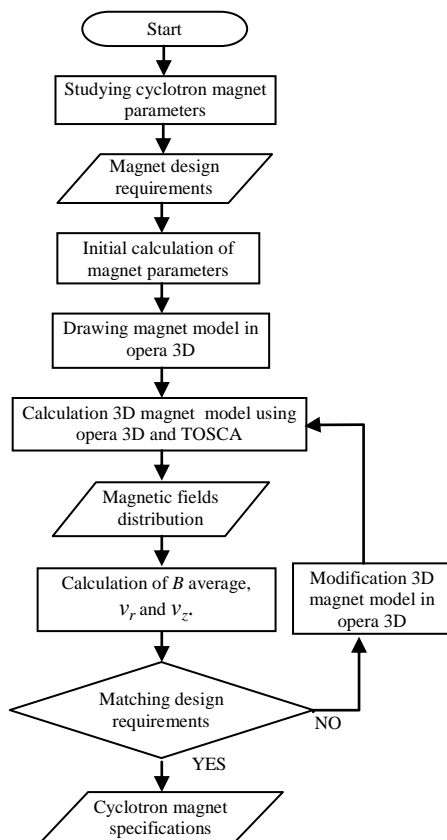 Start
Studying cyclotron magnet
parameters
Magnet design
requirements
Initial calculation of
magnet parameters
Drawing magnet model in
opera 3D
Calculation 3D magnet model using
opera 3D and TOSCA
Magnetic fields
distribution
Calculation of B average,
νr and νz.
Modification 3D
magnet model in
opera 3D
Matching design
requirements
NO
YES
Cyclotron magnet
specifications